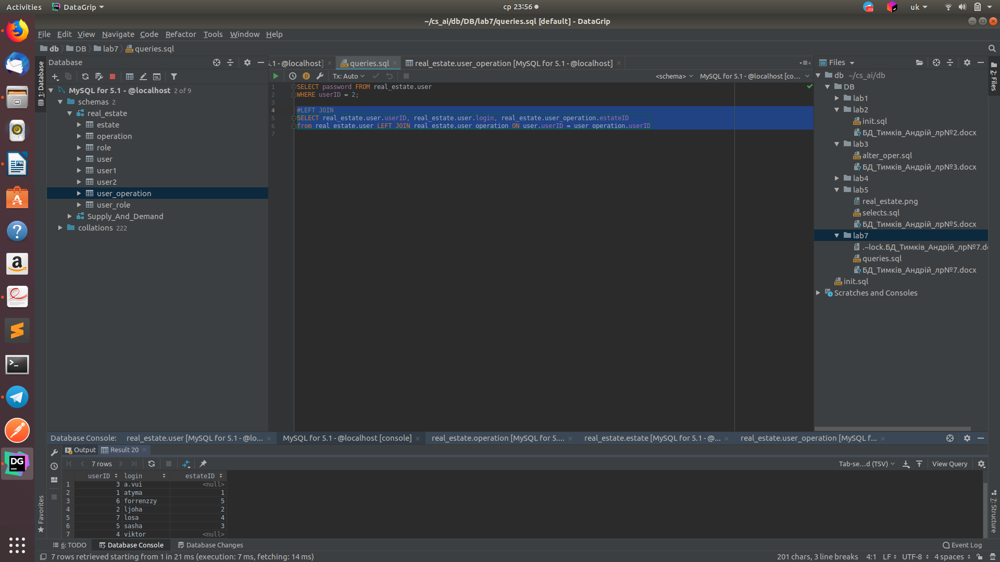 Activities DataGrip ср 23:56 uk
~/cs_ai/db/DB/lab7/queries.sql [default] - DataGrip
File Edit View Navigate Code Refactor Tools Window Help
db DB lab7 queries.sql
1: Database
Database
5.1 - @localhost] queries.sql real_estate.user_operation [MySQL for 5.1 - @localhost]
Tx: Auto <schema> MySQL for 5.1 - @localhost [co...
MySQL for 5.1 - @localhost 2 of 9
schemas 2
real_estate
estate
operation
role
user
user1
user2
user_operation
user_role
Supply_And_Demand
collations 222
1 SELECT password FROM real_estate.user
2 WHERE userID = 2;
3
4 #LEFT JOIN
5 SELECT real_estate.user.userID, real_estate.user.login, real_estate.user_operation.estateID
6 from real_estate.user LEFT JOIN real_estate.user_operation ON user.userID = user_operation.userID
7
Files
2: Files
db ~/cs_ai/db
DB
lab1
lab2
init.sql
БД_Тимків_Андрій_лр№2.docx
lab3
alter_oper.sql
БД_Тимків_Андрій_лр№3.docx
lab4
lab5
real_estate.png
selects.sql
БД_Тимків_Андрій_лр№5.docx
lab7
.~lock.БД_Тимків_Андрій_лр№7.do
queries.sql
БД_Тимків_Андрій_лр№7.docx
init.sql
Scratches and Consoles
Database Console: real_estate.user [MySQL for 5.1 - @lo... MySQL for 5.1 - @localhost [console] real_estate.operation [MySQL for 5.... real_estate.estate [MySQL for 5.1 - @... real_estate.user_operation [MySQL f...
Output Result 20
7 rows Tab-se...d (TSV) View Query
userID login estateID
1 3 a.vui <null>
2 1 atyma 1
3 6 forrenzzy 5
4 2 ljoha 2
5 7 losa 4
6 5 sasha 3
7 4 viktor <null>
Favorites
7: Structure
6: TODO Database Console Database Changes Event Log
7 rows retrieved starting from 1 in 21 ms (execution: 7 ms, fetching: 14 ms) 201 chars, 3 line breaks 4:1 LF UTF-8 4 spaces